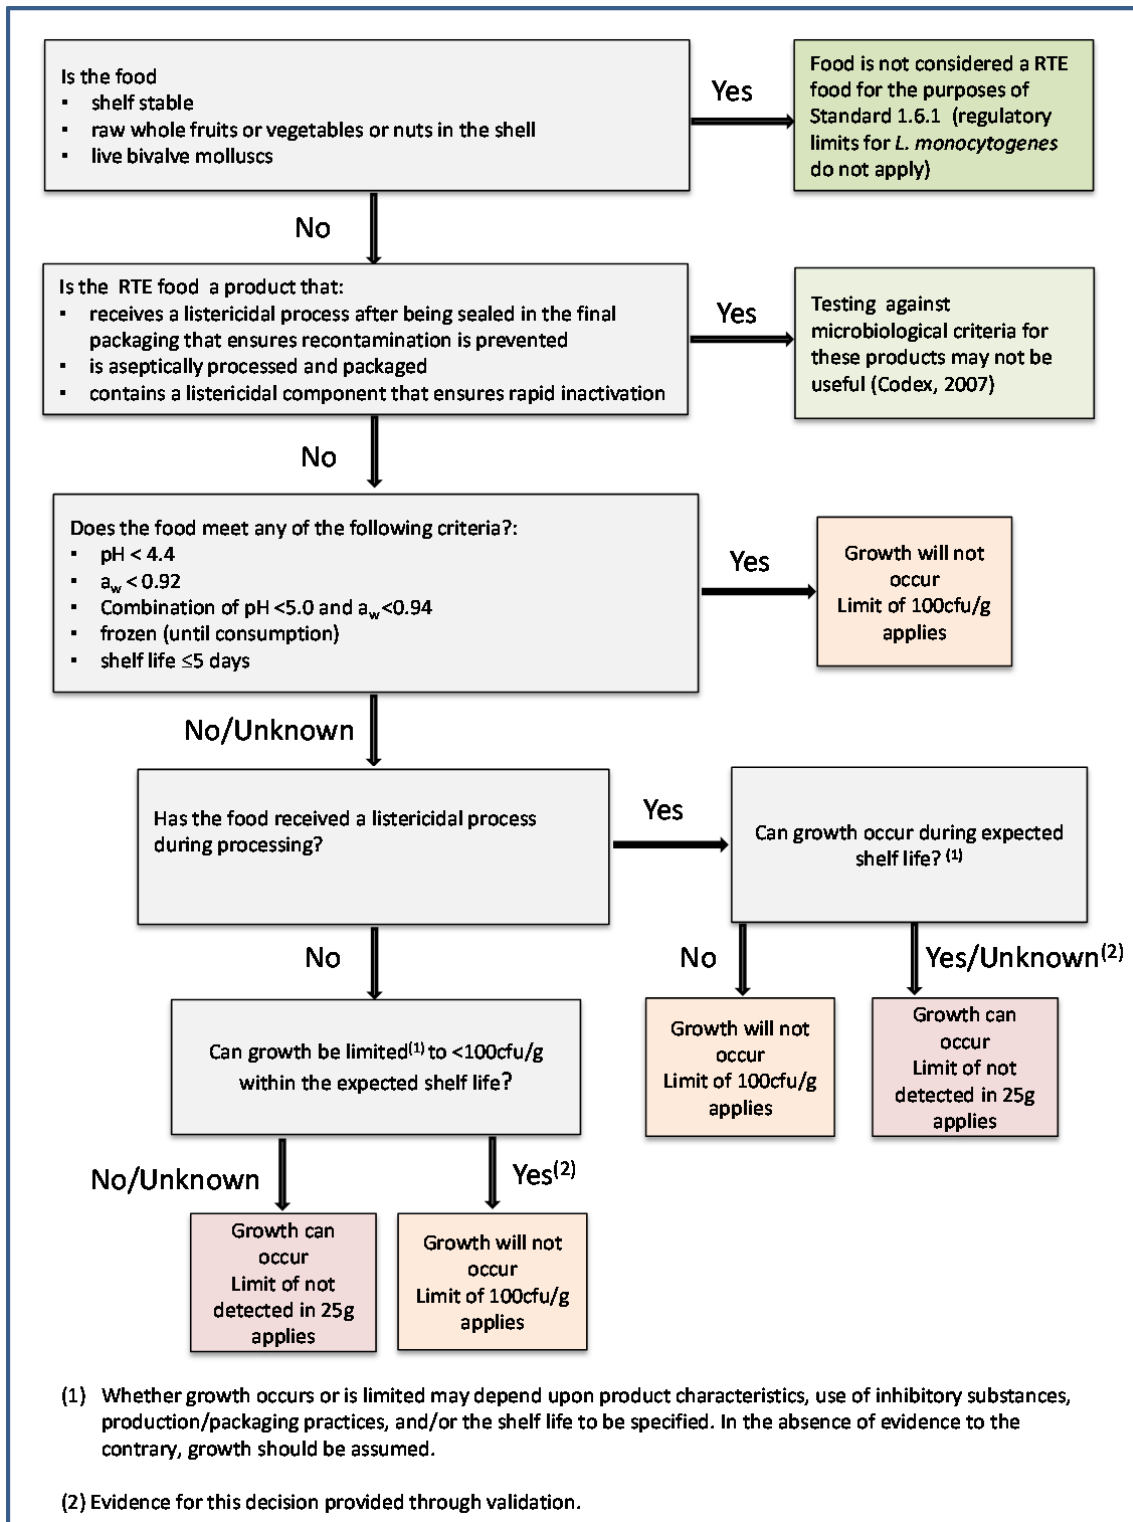 Is the food
▪ shelf stable
▪ raw whole fruits or vegetables or nuts in the shell
▪ live bivalve molluscs
Yes
Food is not considered a RTE
food for the purposes of
Standard 1.6.1 (regulatory
limits for L. monocytogenes
do not apply)
No
Is the RTE food a product that:
▪ receives a listericidal process after being sealed in the final
packaging that ensures recontamination is prevented
▪ is aseptically processed and packaged
▪ contains a listericidal component that ensures rapid inactivation
Yes
Testing against
microbiological criteria for
these products may not be
useful (Codex, 2007)
No
Does the food meet any of the following criteria?:
▪ pH < 4.4
▪ aw < 0.92
▪ Combination of pH <5.0 and aw <0.94
▪ frozen (until consumption)
▪ shelf life ≤5 days
Yes
Growth will not
occur
Limit of 100cfu/g
applies
No/Unknown
Has the food received a listericidal process
during processing?
Yes
Can growth occur during expected
shelf life? (1)
No
No
Yes/Unknown(2)
Can growth be limited(1) to <100cfu/g
within the expected shelf life?
Growth will not
occur
Limit of 100cfu/g
applies
Growth can
occur
Limit of not
detected in 25g
applies
No/Unknown
Yes(2)
Growth can
occur
Limit of not
detected in 25g
applies
Growth will not
occur
Limit of 100cfu/g
applies
(1) Whether growth occurs or is limited may depend upon product characteristics, use of inhibitory substances,
production/packaging practices, and/or the shelf life to be specified. In the absence of evidence to the
contrary, growth should be assumed.
(2) Evidence for this decision provided through validation.